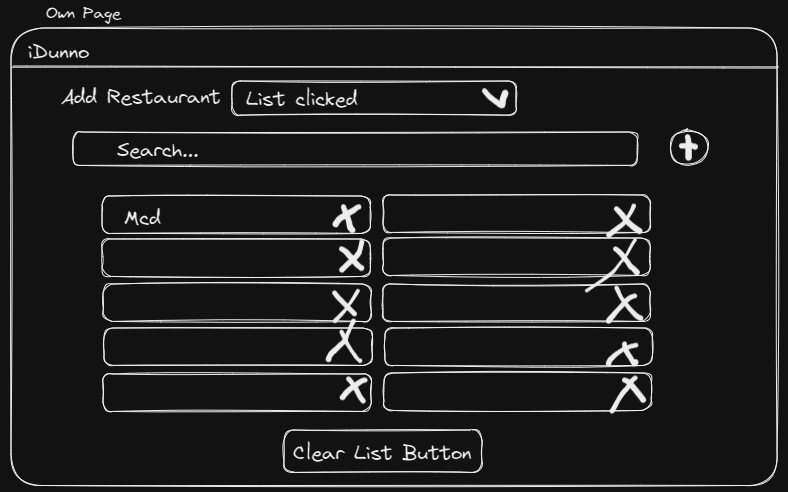 Own Page
iDunno
Add Restaurant List clicked
Search...
Mcd
Clear List Button